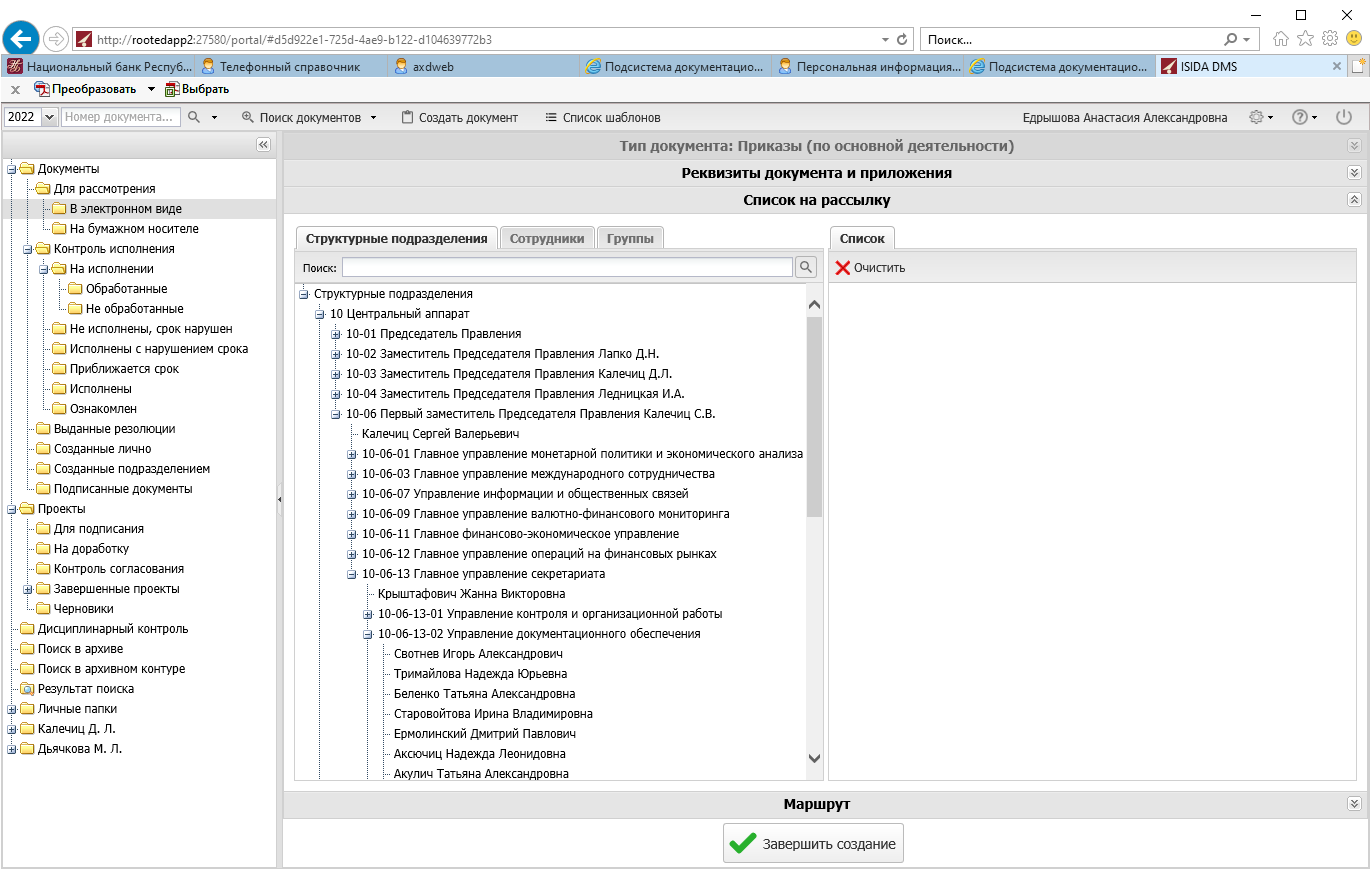 http://rootedapp2:27580/portal/#d5d922e1-725d-4ae9-b122-d104639772b3
Поиск...
Национальный банк Респуб...
Телефонный справочник
axdweb
Подсистема документацио...
Персональная информация...
Подсистема документацио...
ISIDA DMS
x Преобразовать Выбрать
2022 Номер документа... Поиск документов Создать документ Список шаблонов Едрышова Анастасия Александровна
Документы
Для рассмотрения
В электронном виде
На бумажном носителе
Контроль исполнения
На исполнении
Обработанные
Не обработанные
Не исполнены, срок нарушен
Исполнены с нарушением срока
Приближается срок
Исполнены
Ознакомлен
Выданные резолюции
Созданные лично
Созданные подразделением
Подписанные документы
Проекты
Для подписания
На доработку
Контроль согласования
Завершенные проекты
Черновики
Дисциплинарный контроль
Поиск в архиве
Поиск в архивном контуре
Результат поиска
Личные папки
Калечиц Д. Л.
Дьячкова М. Л.
Тип документа: Приказы (по основной деятельности)
Реквизиты документа и приложения
Список на рассылку
Структурные подразделения Сотрудники Группы
Поиск:
Структурные подразделения
10 Центральный аппарат
10-01 Председатель Правления
10-02 Заместитель Председателя Правления Лапко Д.Н.
10-03 Заместитель Председателя Правления Калечиц Д.Л.
10-04 Заместитель Председателя Правления Ледницкая И.А.
10-06 Первый заместитель Председателя Правления Калечиц С.В.
Калечиц Сергей Валерьевич
10-06-01 Главное управление монетарной политики и экономического анализа
10-06-03 Главное управление международного сотрудничества
10-06-07 Управление информации и общественных связей
10-06-09 Главное управление валютно-финансового мониторинга
10-06-11 Главное финансово-экономическое управление
10-06-12 Главное управление операций на финансовых рынках
10-06-13 Главное управление секретариата
Крыштафович Жанна Викторовна
10-06-13-01 Управление контроля и организационной работы
10-06-13-02 Управление документационного обеспечения
Свотнев Игорь Александрович
Тримайлова Надежда Юрьевна
Беленко Татьяна Александровна
Старовойтова Ирина Владимировна
Ермолинский Дмитрий Павлович
Аксючиц Надежда Леонидовна
Акулич Татьяна Александровна
Список
Очистить
Маршрут
Завершить создание